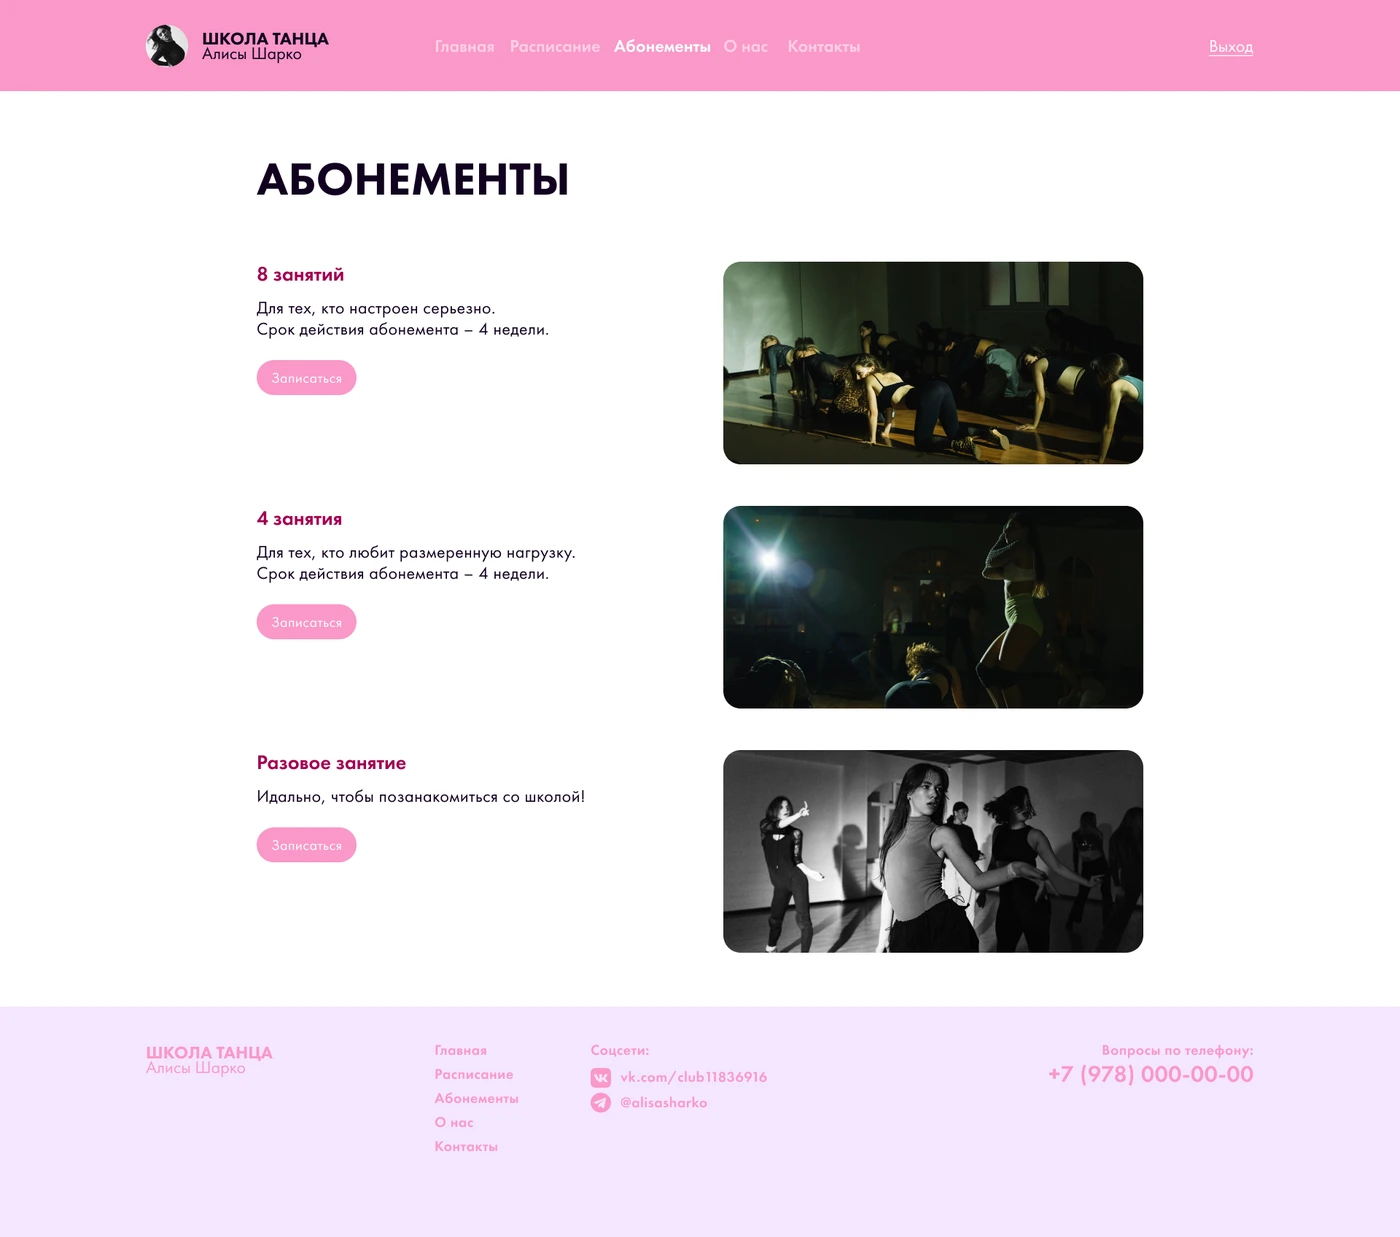 ШКОЛА ТАНЦА
Алисы Шарко
Главная Расписание Абонементы О нас Контакты
Выход
АБОНЕМЕНТЫ
8 занятий
Для тех, кто настроен серьезно.
Срок действия абонемента – 4 недели.
Записаться
4 занятия
Для тех, кто любит размеренную нагрузку.
Срок действия абонемента – 4 недели.
Записаться
Разовое занятие
Идально, чтобы позанакомиться со школой!
Записаться
ШКОЛА ТАНЦА
Алисы Шарко
Главная
Расписание
Абонементы
О нас
Контакты
Соцсети:
vk.com/club11836916
@alisasharko
Вопросы по телефону:
+7 (978) 000-00-00